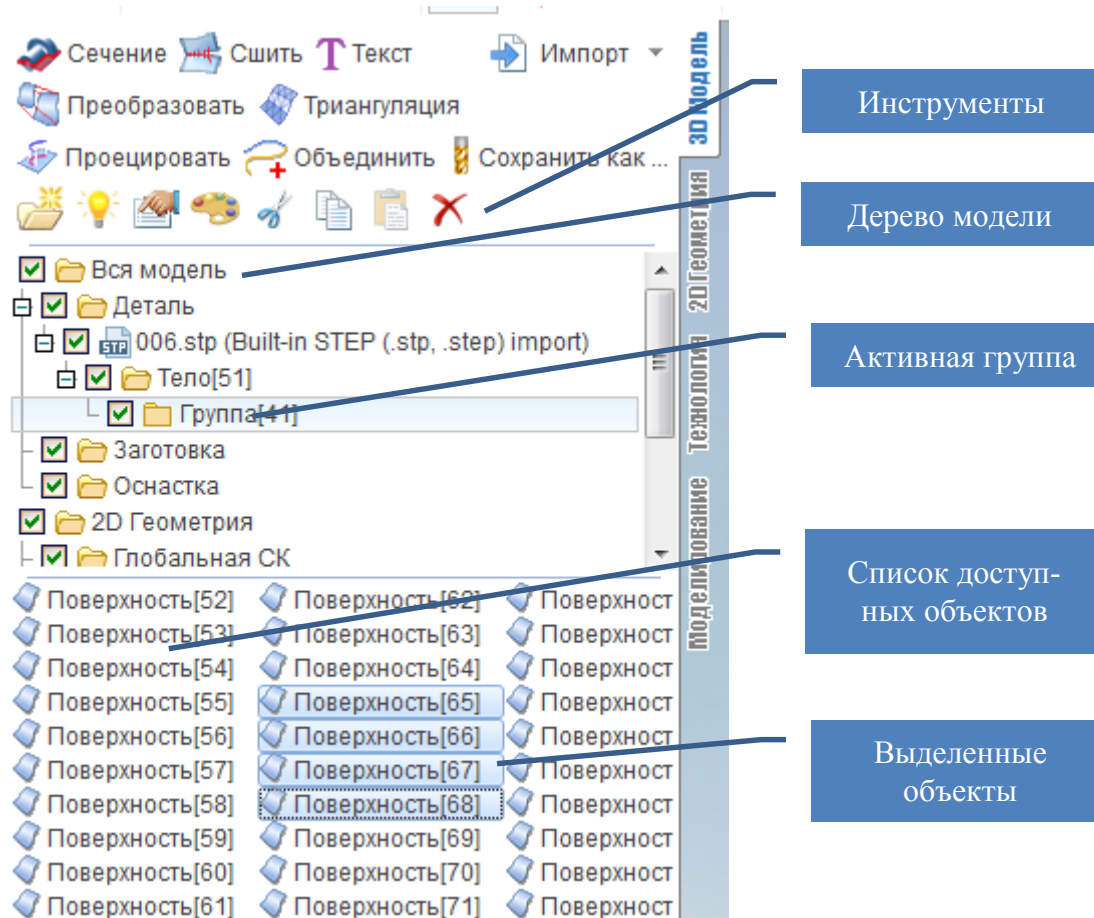 Сечение Сшить Текст Импорт
Преобразовать Триангуляция
Проецировать Объединить Сохранить как ...
Вся модель
Деталь
006.stp (Built-in STEP (.stp, .step) import)
Тело[51]
Группа[41]
Заготовка
Оснастка
2D Геометрия
Глобальная СК
Поверхность[52] Поверхность[62] Поверхност
Поверхность[53] Поверхность[63] Поверхност
Поверхность[54] Поверхность[64] Поверхност
Поверхность[55] Поверхность[65] Поверхност
Поверхность[56] Поверхность[66] Поверхност
Поверхность[57] Поверхность[67] Поверхност
Поверхность[58] Поверхность[68] Поверхност
Поверхность[59] Поверхность[69] Поверхност
Поверхность[60] Поверхность[70] Поверхност
Поверхность[61] Поверхность[71] Поверхност
3D Модель
2D Геометрия
Технология
Моделирование
Инструменты
Дерево модели
Активная группа
Список доступ-
ных объектов
Выделенные
объекты